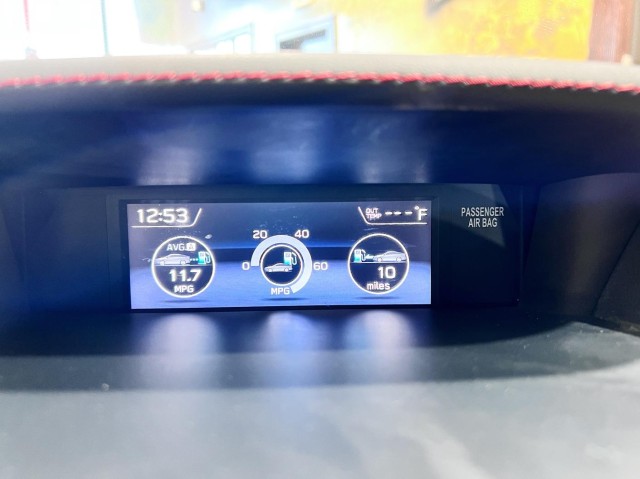 12:53
OUT TEMP ---°F
PASSENGER
AIR BAG
AVG. A
11.7
MPG
20 40
0 60
MPG
10
miles